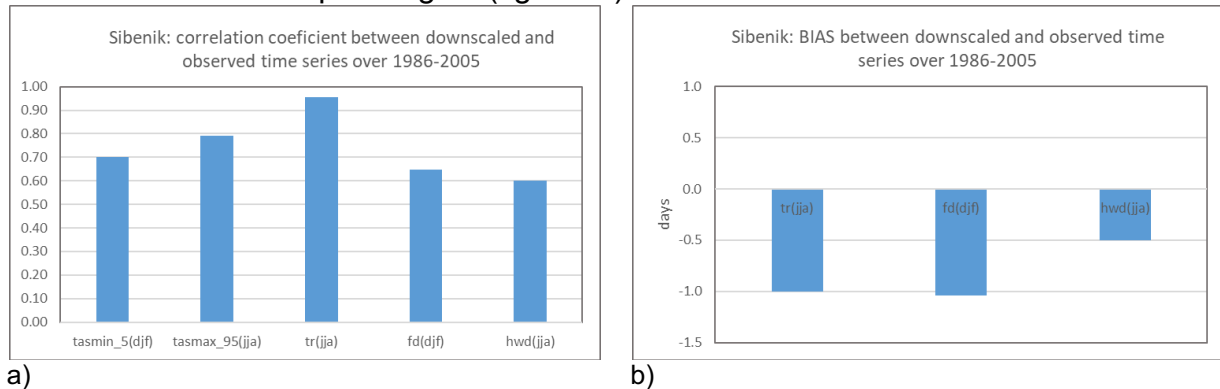 Sibenik: correlation coeficient between downscaled and
observed time series over 1986-2005
1.00
0.90
0.80
0.70
0.60
0.50
0.40
0.30
0.20
0.10
0.00
tasmin_5(djf) tasmax_95(jja) tr(jja) fd(djf) hwd(jja)
a)
Sibenik: BIAS between downscaled and observed time
series over 1986-2005
1.0
0.5
0.0
-0.5
-1.0
-1.5
days
tr(jja) fd(djf) hwd(jja)
b)